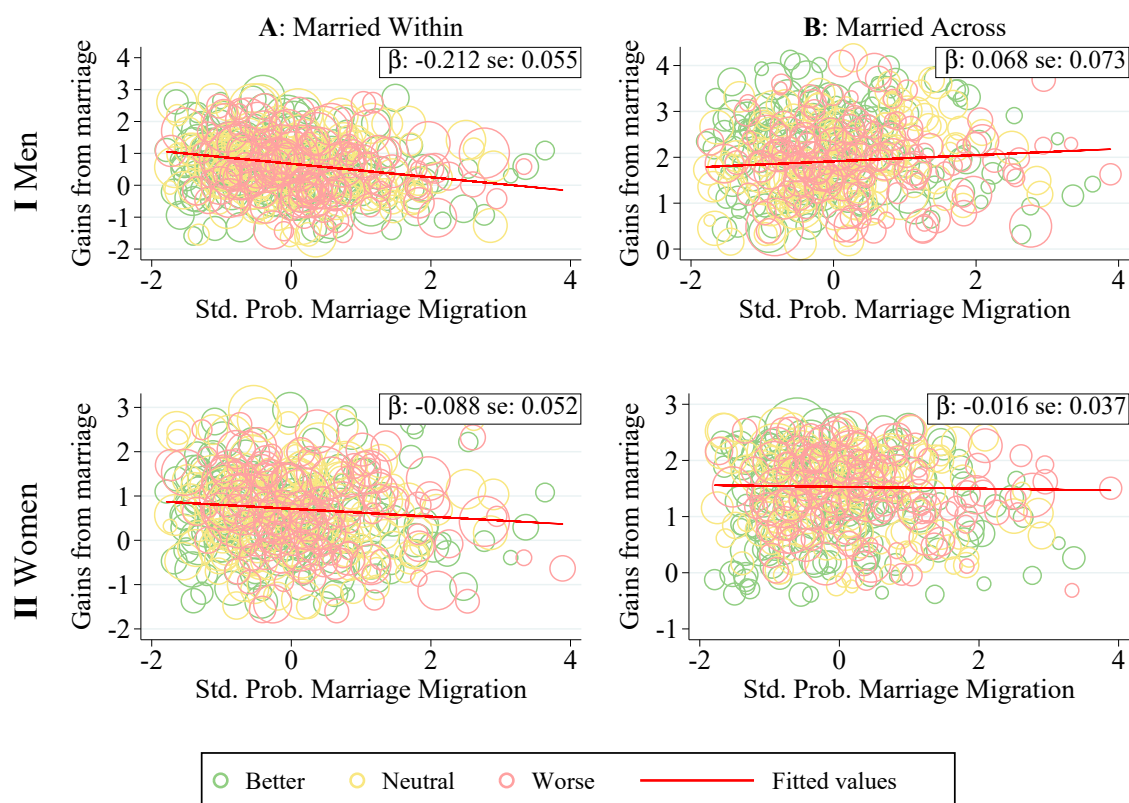 A: Married Within
B: Married Across
I Men
Gains from marriage
4
3
2
1
0
-1
-2
β: -0.212 se: 0.055
-2
0
2
4
Std. Prob. Marriage Migration
Gains from marriage
4
3
2
1
0
β: 0.068 se: 0.073
-2
0
2
4
Std. Prob. Marriage Migration
II Women
Gains from marriage
3
2
1
0
-1
-2
β: -0.088 se: 0.052
-2
0
2
4
Std. Prob. Marriage Migration
Gains from marriage
3
2
1
0
-1
β: -0.016 se: 0.037
-2
0
2
4
Std. Prob. Marriage Migration
Better
Neutral
Worse
Fitted values